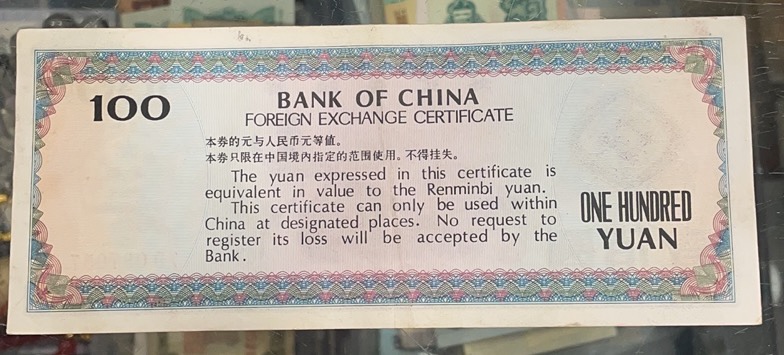 100
BANK OF CHINA
FOREIGN EXCHANGE CERTIFICATE
本券的元与人民币元等值。
本券只限在中国境内指定的范围使用。不得挂失。
The yuan expressed in this certificate is
equivalent in value to the Renminbi yuan.
This certificate can only be used within
China at designated places. No request to
register its loss will be accepted by the
Bank.
ONE HUNDRED
YUAN